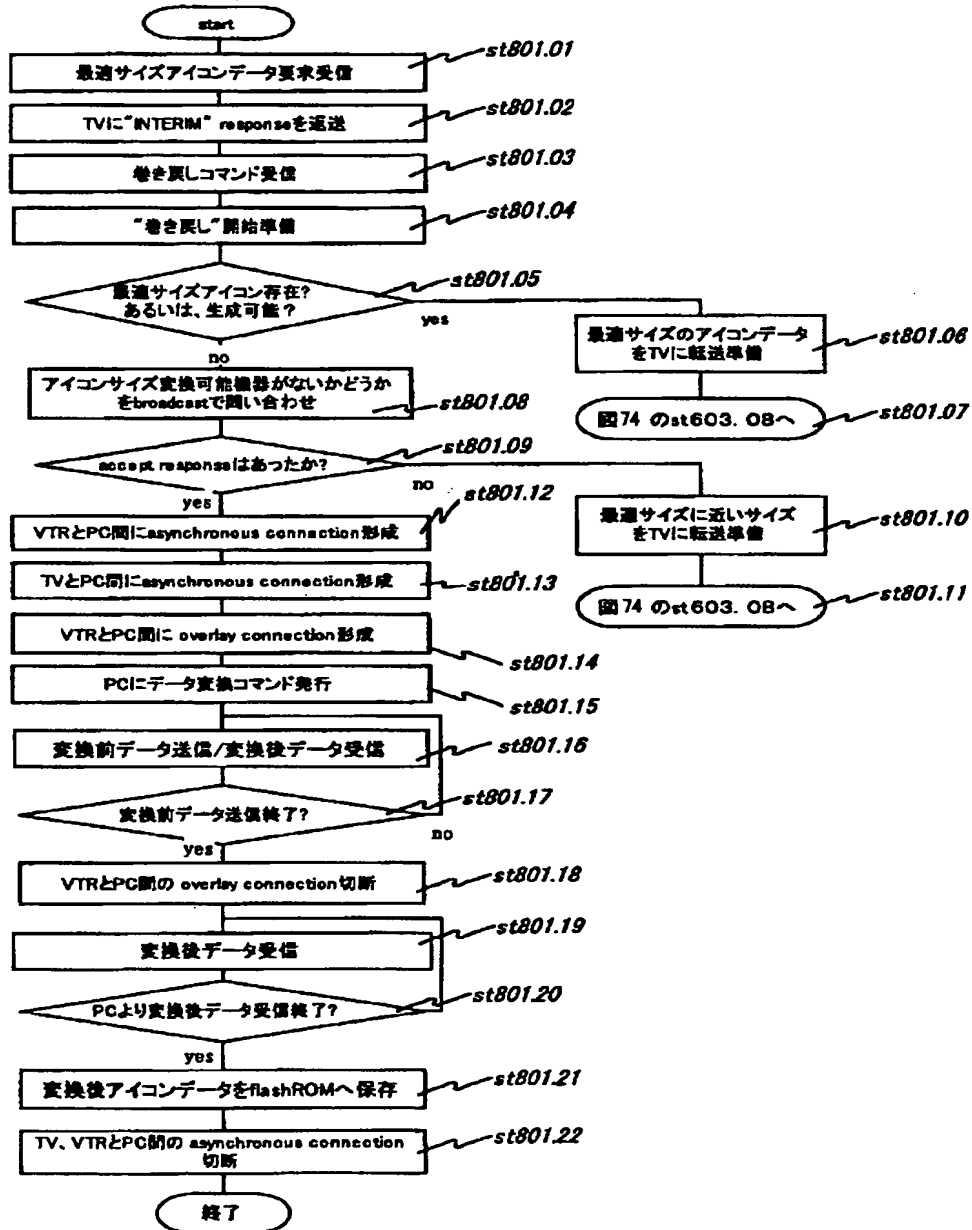 start
最適サイズアイコンデータ要求受信
st801.01
TVに"INTERIM" responseを返送
st801.02
巻き戻しコマンド受信
st801.03
"巻き戻し"開始準備
st801.04
最適サイズアイコン存在?
あるいは、生成可能?
st801.05
yes
no
最適サイズのアイコンデータ
をTVに転送準備
st801.06
図74 のst603. 08へ
st801.07
アイコンサイズ変換可能機器がないかどうか
をbroadcastで問い合わせ
st801.08
accept responseはあったか?
st801.09
yes
no
最適サイズに近いサイズ
をTVに転送準備
st801.10
図74 のst603. 08へ
st801.11
VTRとPC間にasynchronous connection形成
st801.12
TVとPC間にasynchronous connection形成
st801.13
VTRとPC間に overlay connection形成
st801.14
PCにデータ変換コマンド発行
st801.15
変換前データ送信/変換後データ受信
st801.16
変換前データ送信終了?
st801.17
no
yes
VTRとPC間の overlay connection切断
st801.18
変換後データ受信
st801.19
PCより変換後データ受信終了?
st801.20
yes
変換後アイコンデータをflashROMへ保存
st801.21
TV、VTRとPC間の asynchronous connection
切断
st801.22
終了